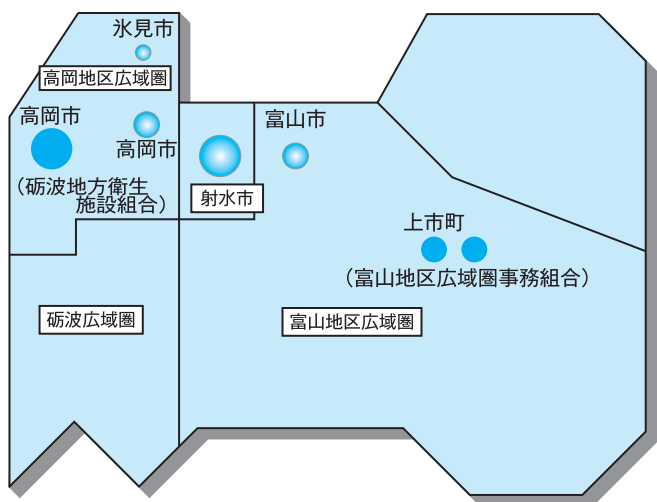 氷見市
高岡地区広域圏
高岡市
高岡市
（砺波地方衛生
施設組合）
富山市
射水市
上市町
（富山地区広域圏事務組合）
砺波広域圏
富山地区広域圏